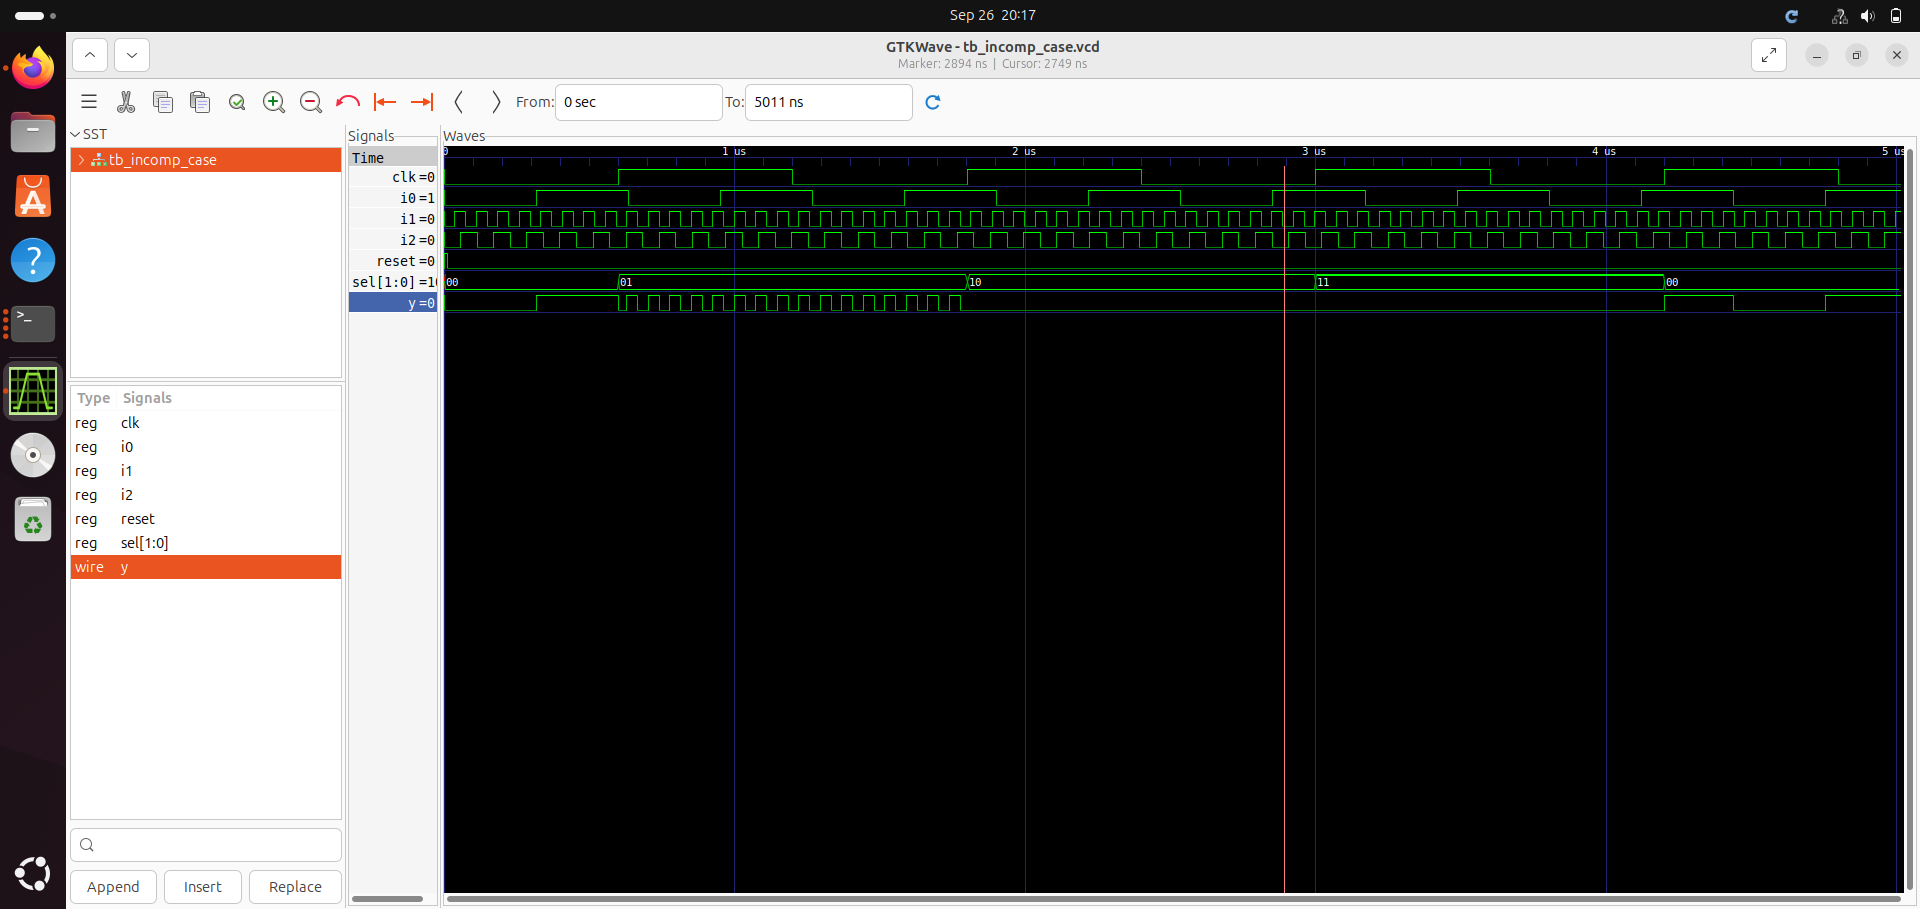 Sep 26 20:17
GTKWave - tb_incomp_case.vcd
Marker: 2894 ns | Cursor: 2749 ns
From: 0 sec To: 5011 ns
SST
tb_incomp_case
Type Signals
reg clk
reg i0
reg i1
reg i2
reg reset
reg sel[1:0]
wire y
Append Insert Replace
Signals
Time
clk =0
i0 =1
i1 =0
i2 =0
reset =0
sel[1:0] =10
y =0
Waves
0 1 us 2 us 3 us 4 us 5 us
00 01 10 11 00